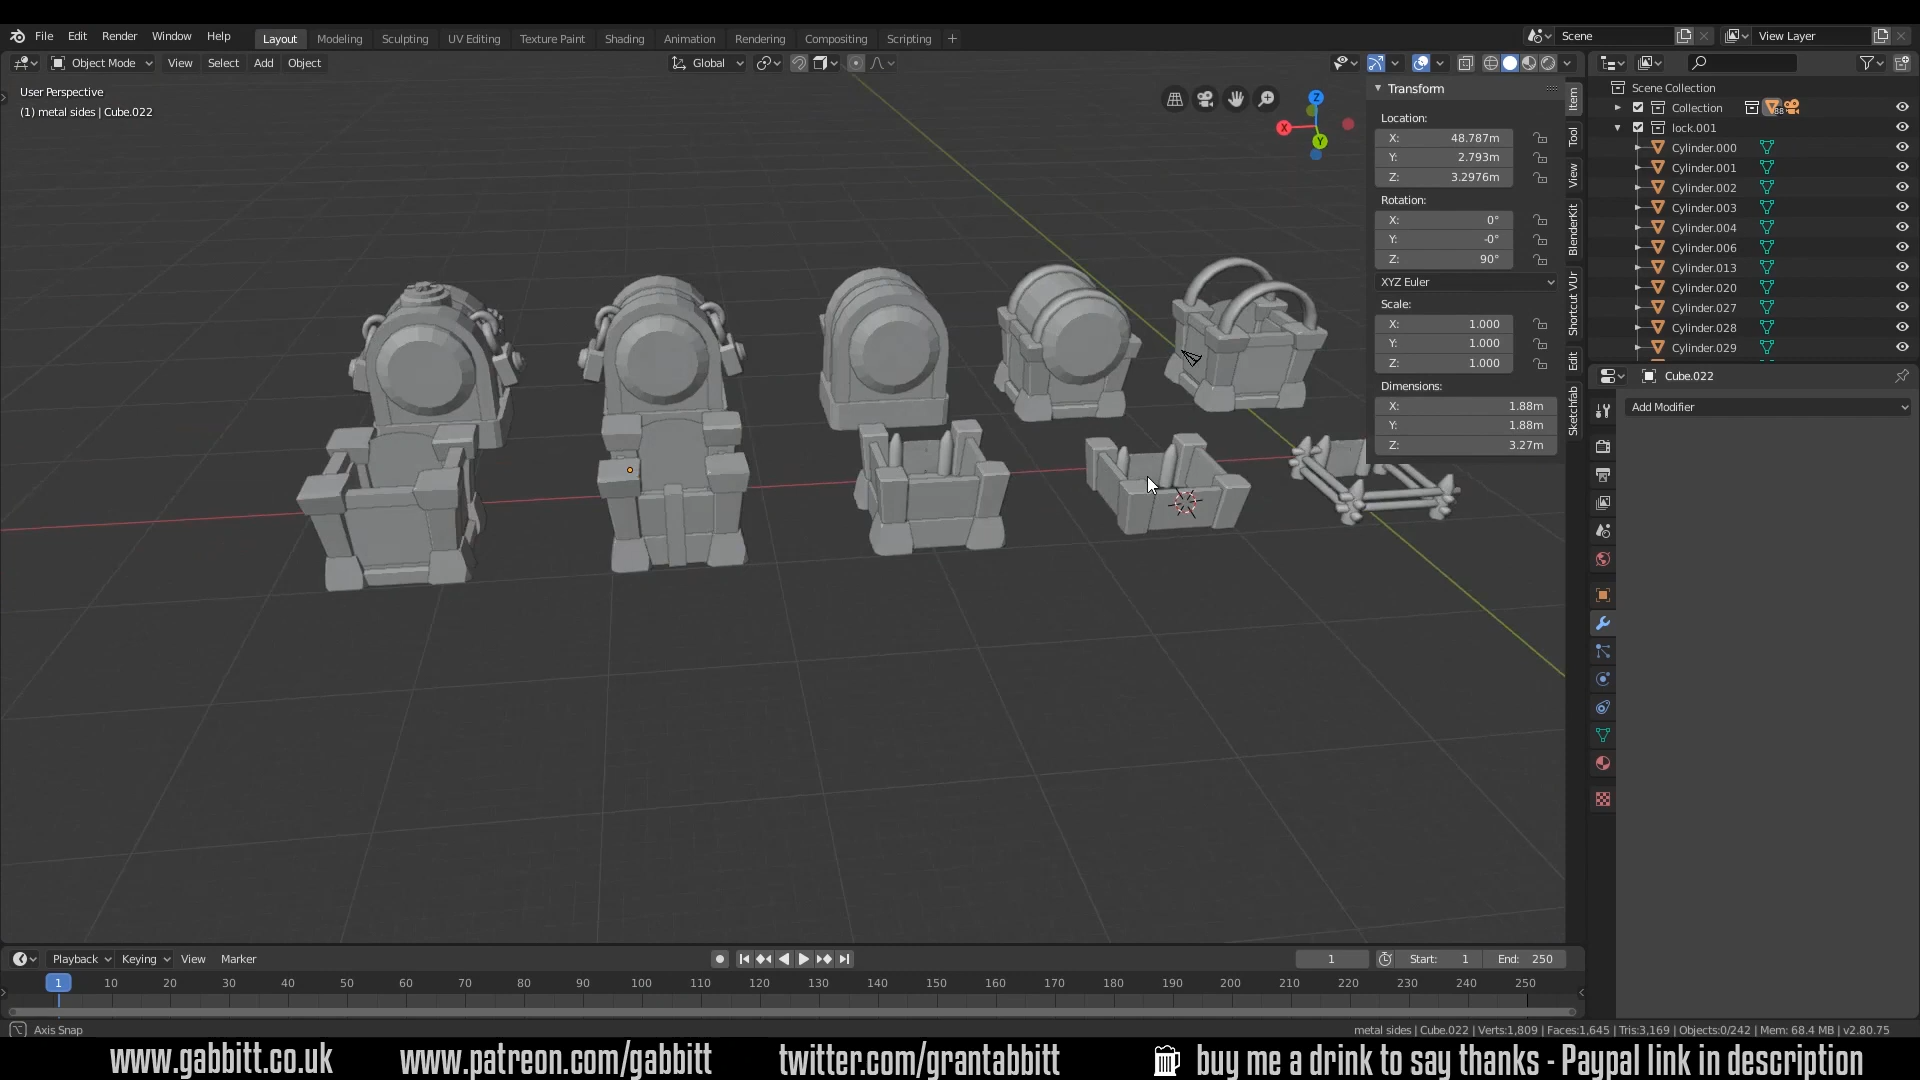 File Edit Render Window Help
Layout Modeling Sculpting UV Editing Texture Paint Shading Animation Rendering Compositing Scripting +
Scene
View Layer
Object Mode View Select Add Object
Global
User Perspective
(1) metal sides | Cube.022
Z
X
Y
Transform
Location:
X: 48.787m
Y: 2.793m
Z: 3.2976m
Rotation:
X: 0°
Y: -0°
Z: 90°
XYZ Euler
Scale:
X: 1.000
Y: 1.000
Z: 1.000
Dimensions:
X: 1.88m
Y: 1.88m
Z: 3.27m
Item
Tool
View
BlenderKit
Shortcut VUr
Edit
Sketchfab
Scene Collection
Collection
lock.001
Cylinder.000
Cylinder.001
Cylinder.002
Cylinder.003
Cylinder.004
Cylinder.006
Cylinder.013
Cylinder.020
Cylinder.027
Cylinder.028
Cylinder.029
Cube.022
Add Modifier
Playback Keying View Marker
1
Start: 1
End: 250
1 10 20 30 40 50 60 70 80 90 100 110 120 130 140 150 160 170 180 190 200 210 220 230 240 250
Axis Snap
metal sides | Cube.022 | Verts:1,809 | Faces:1,645 | Tris:3,169 | Objects:0/242 | Mem: 68.4 MB | v2.80.75
www.gabbitt.co.uk www.patreon.com/gabbitt twitter.com/grantabbitt buy me a drink to say thanks - Paypal link in description